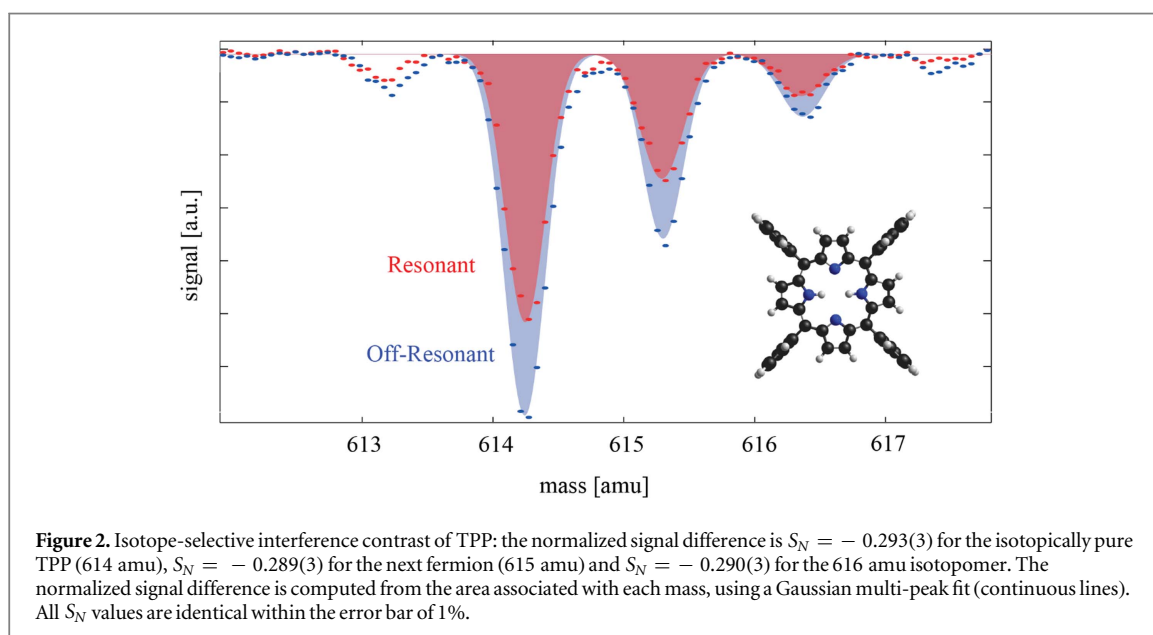 signal [a.u.]
Resonant
Off-Resonant
613 614 615 616 617
mass [amu]
Figure 2. Isotope-selective interference contrast of TPP: the normalized signal difference is S_N = − 0.293(3) for the isotopically pure
TPP (614 amu), S_N = − 0.289(3) for the next fermion (615 amu) and S_N = − 0.290(3) for the 616 amu isotopomer. The
normalized signal difference is computed from the area associated with each mass, using a Gaussian multi-peak fit (continuous lines).
All S_N values are identical within the error bar of 1%.